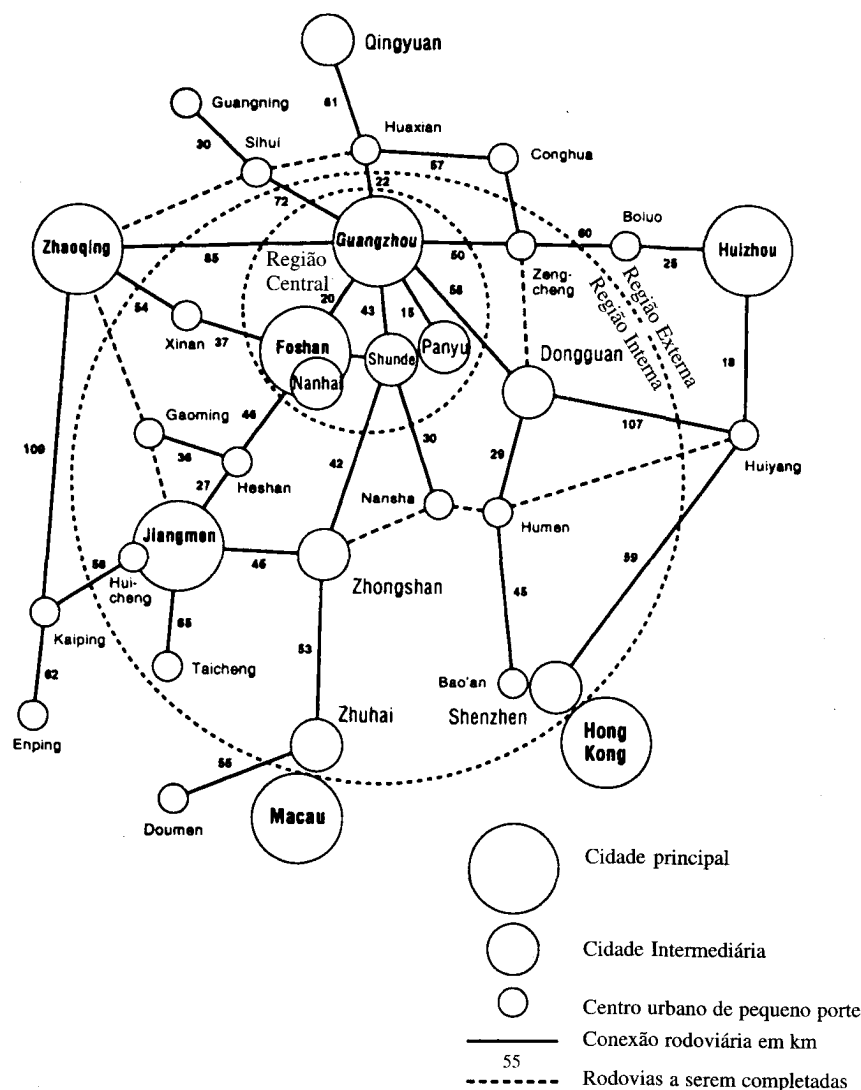 Qingyuan
61
Guangning
Huaxian
30
Sihui
57
Conghua
22
72
Boluo
Zhaoqing
Guangzhou
60
Huizhou
85
50
25
Região
Central
Zeng-
cheng
Região Externa
Região Interna
58
54
20
43
15
Xinan
37
Foshan
Shunde
Panyu
Dongguan
18
Nanhai
Gaoming
46
107
109
36
30
Huiyang
Heshan
42
29
27
Nansha
Jiangmen
Humen
45
Hui-
cheng
Zhongshan
59
Kaiping
65
45
53
Taicheng
62
Bao'an
Enping
Zhuhai
Shenzhen
Hong
Kong
55
Doumen
Macau
Cidade principal
Cidade Intermediária
Centro urbano de pequeno porte
Conexão rodoviária em km
55
Rodovias a serem completadas